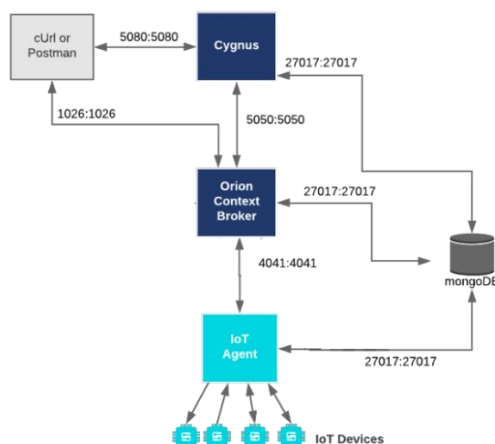 cUrl or
Postman
5080:5080
Cygnus
27017:27017
1026:1026
5050:5050
Orion
Context
Broker
27017:27017
4041:4041
mongoDB
IoT
Agent
27017:27017
IoT Devices